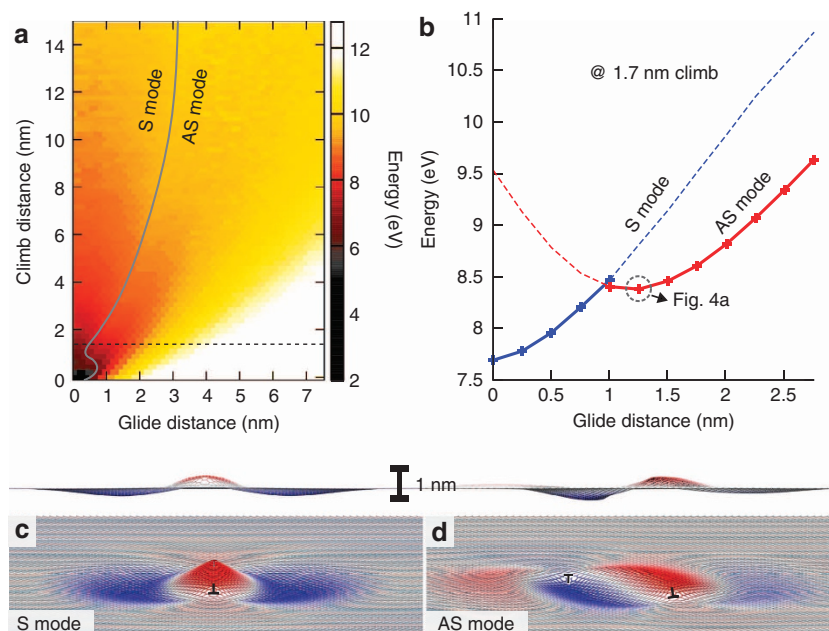 a
14
12
10
8
6
4
2
0
Climb distance (nm)
S mode
AS mode
0 1 2 3 4 5 6 7
Glide distance (nm)
12
10
8
6
4
2
Energy (eV)
b
11
10.5
10
9.5
9
8.5
8
7.5
Energy (eV)
@ 1.7 nm climb
S mode
AS mode
Fig. 4a
0 0.5 1 1.5 2 2.5
Glide distance (nm)
1 nm
c
S mode
d
AS mode